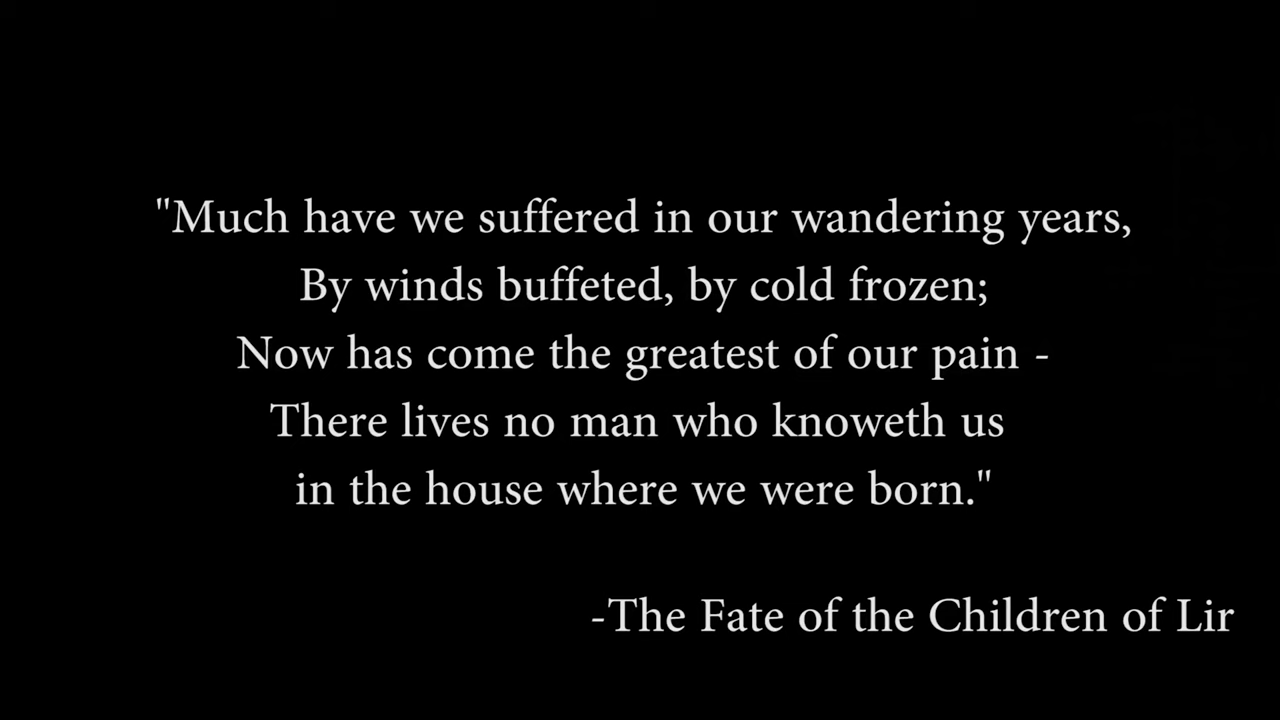 "Much have we suffered in our wandering years,
By winds buffeted, by cold frozen;
Now has come the greatest of our pain -
There lives no man who knoweth us
in the house where we were born."
-The Fate of the Children of Lir